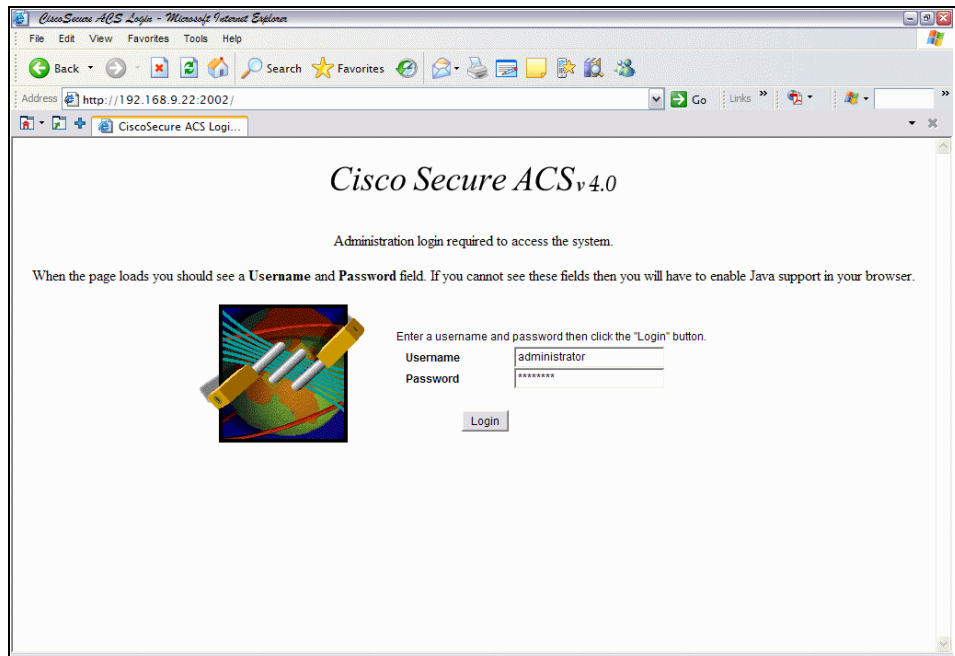 CiscoSecure ACS Login - Microsoft Internet Explorer
File Edit View Favorites Tools Help
Back Search Favorites
Address http://192.168.9.22:2002/ Go Links »
CiscoSecure ACS Logi...
Cisco Secure ACS v 4.0
Administration login required to access the system.
When the page loads you should see a Username and Password field. If you cannot see these fields then you will have to enable Java support in your browser.
Enter a username and password then click the "Login" button.
Username administrator
Password ********
Login